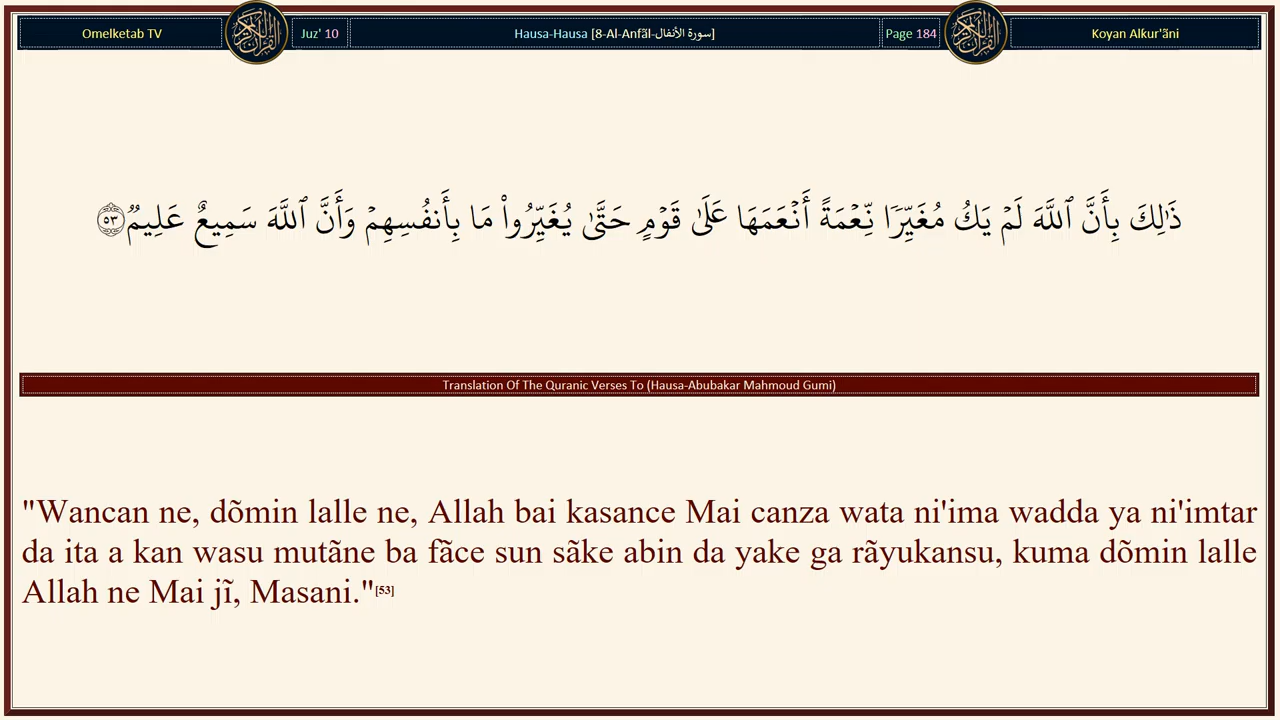 Omelketab TV
Juz' 10
Hausa-Hausa [8-Al-Anfãl-سورة الأنفال]
Page 184
Koyan Alƙur'ãni
ذَٰلِكَ بِأَنَّ ٱللَّهَ لَمۡ يَكُ مُغَيِّرٗا نِّعۡمَةً أَنۡعَمَهَا عَلَىٰ قَوۡمٍ حَتَّىٰ يُغَيِّرُواْ مَا بِأَنفُسِهِمۡ وَأَنَّ ٱللَّهَ سَمِيعٌ عَلِيمٞ ٥٣
Translation Of The Quranic Verses To (Hausa-Abubakar Mahmoud Gumi)
"Wancan ne, dõmin lalle ne, Allah bai kasance Mai canza wata ni'ima wadda ya ni'imtar
da ita a kan wasu mutãne ba fãce sun sãke abin da yake ga rãyukansu, kuma dõmin lalle
Allah ne Mai jĩ, Masani."[53]